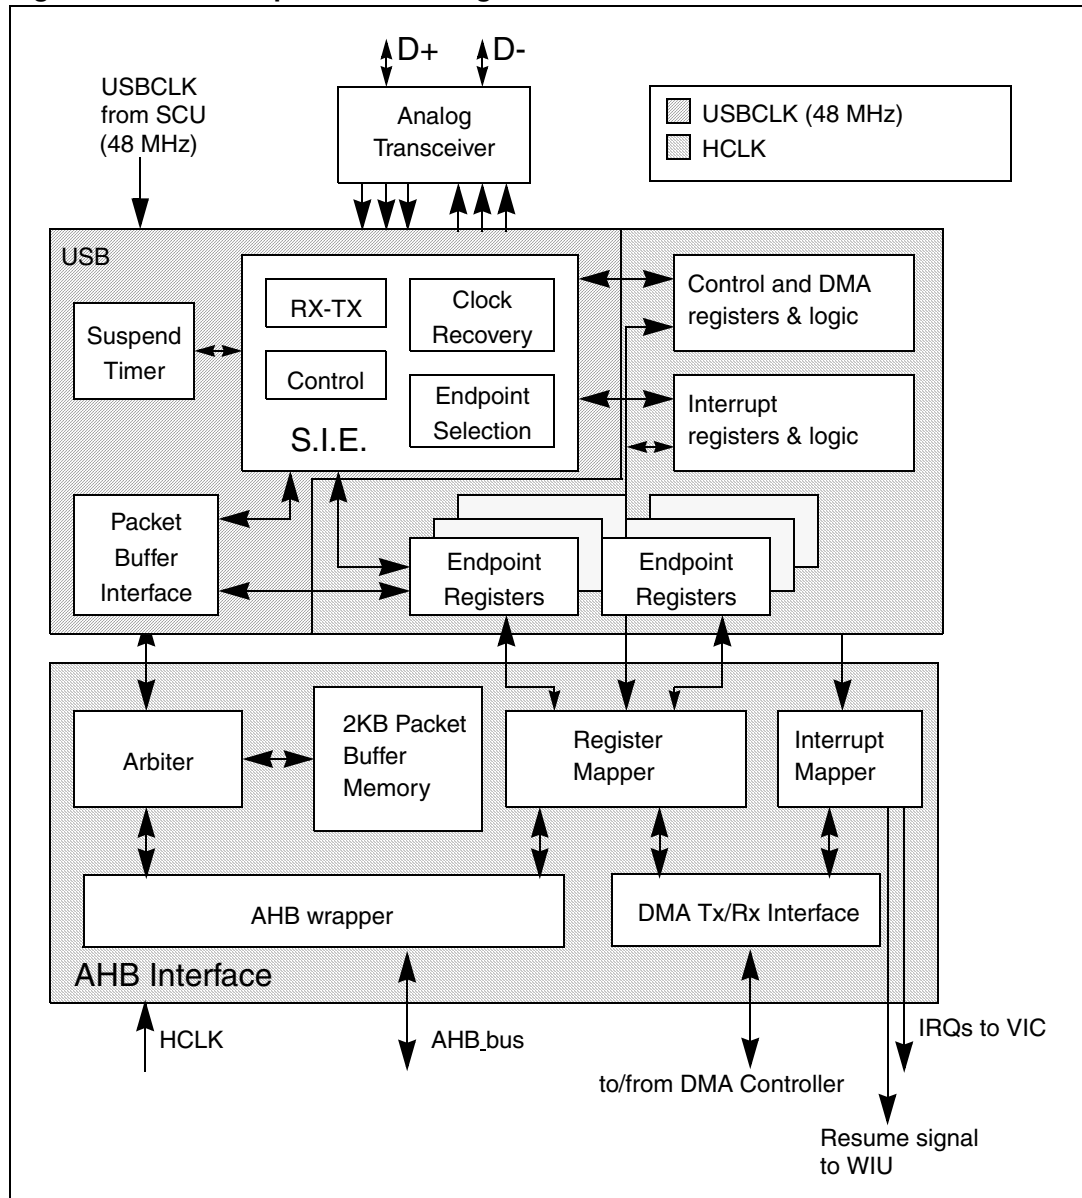 D+
D-
USBCLK
from SCU
(48 MHz)
Analog
Transceiver
USBCLK (48 MHz)
HCLK
USB
Suspend
Timer
RX-TX
Control
Clock
Recovery
Endpoint
Selection
S.I.E.
Control and DMA
registers & logic
Interrupt
registers & logic
Packet
Buffer
Interface
Endpoint
Registers
Endpoint
Registers
Arbiter
2KB Packet
Buffer
Memory
Register
Mapper
Interrupt
Mapper
AHB wrapper
DMA Tx/Rx Interface
AHB Interface
HCLK
AHB_bus
IRQs to VIC
to/from DMA Controller
Resume signal
to WIU